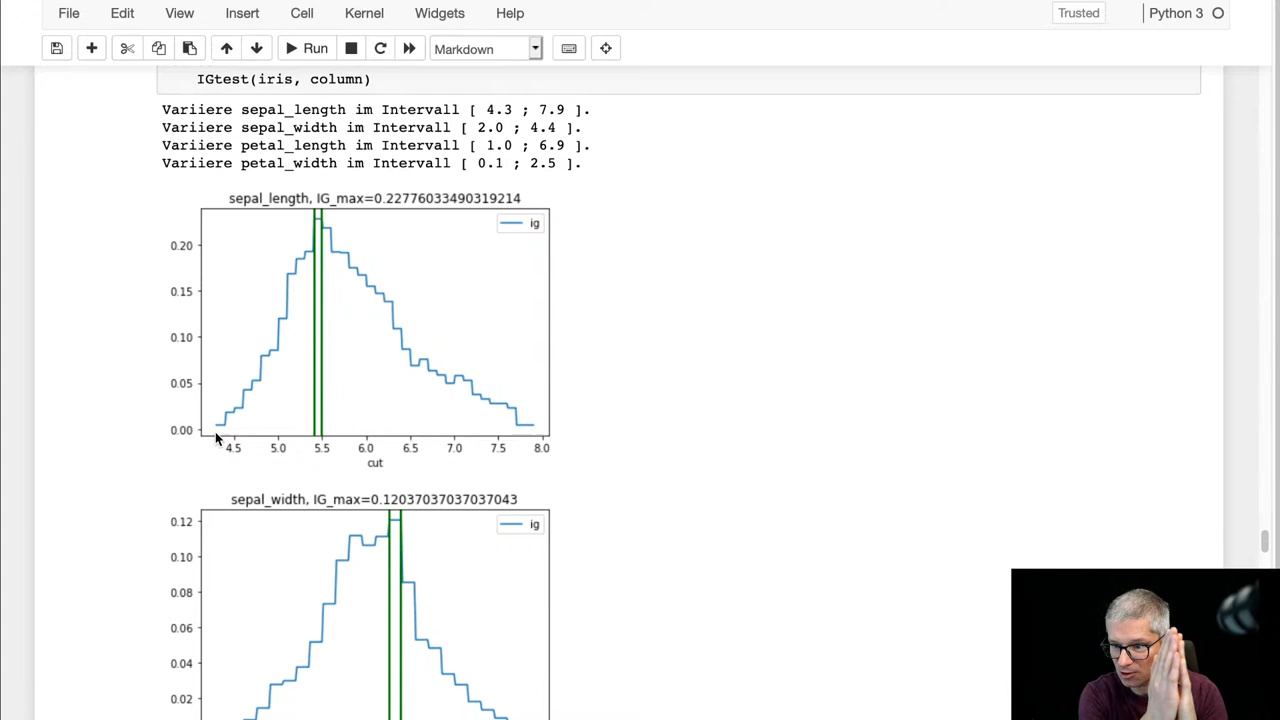 File Edit View Insert Cell Kernel Widgets Help Trusted Python 3
Run Markdown
IGtest(iris, column)
Variiere sepal_length im Intervall [ 4.3 ; 7.9 ].
Variiere sepal_width im Intervall [ 2.0 ; 4.4 ].
Variiere petal_length im Intervall [ 1.0 ; 6.9 ].
Variiere petal_width im Intervall [ 0.1 ; 2.5 ].
sepal_length, IG_max=0.22776033490319214
ig
0.20
0.15
0.10
0.05
0.00
4.5 5.0 5.5 6.0 6.5 7.0 7.5 8.0
cut
sepal_width, IG_max=0.12037037037037043
ig
0.12
0.10
0.08
0.06
0.04
0.02